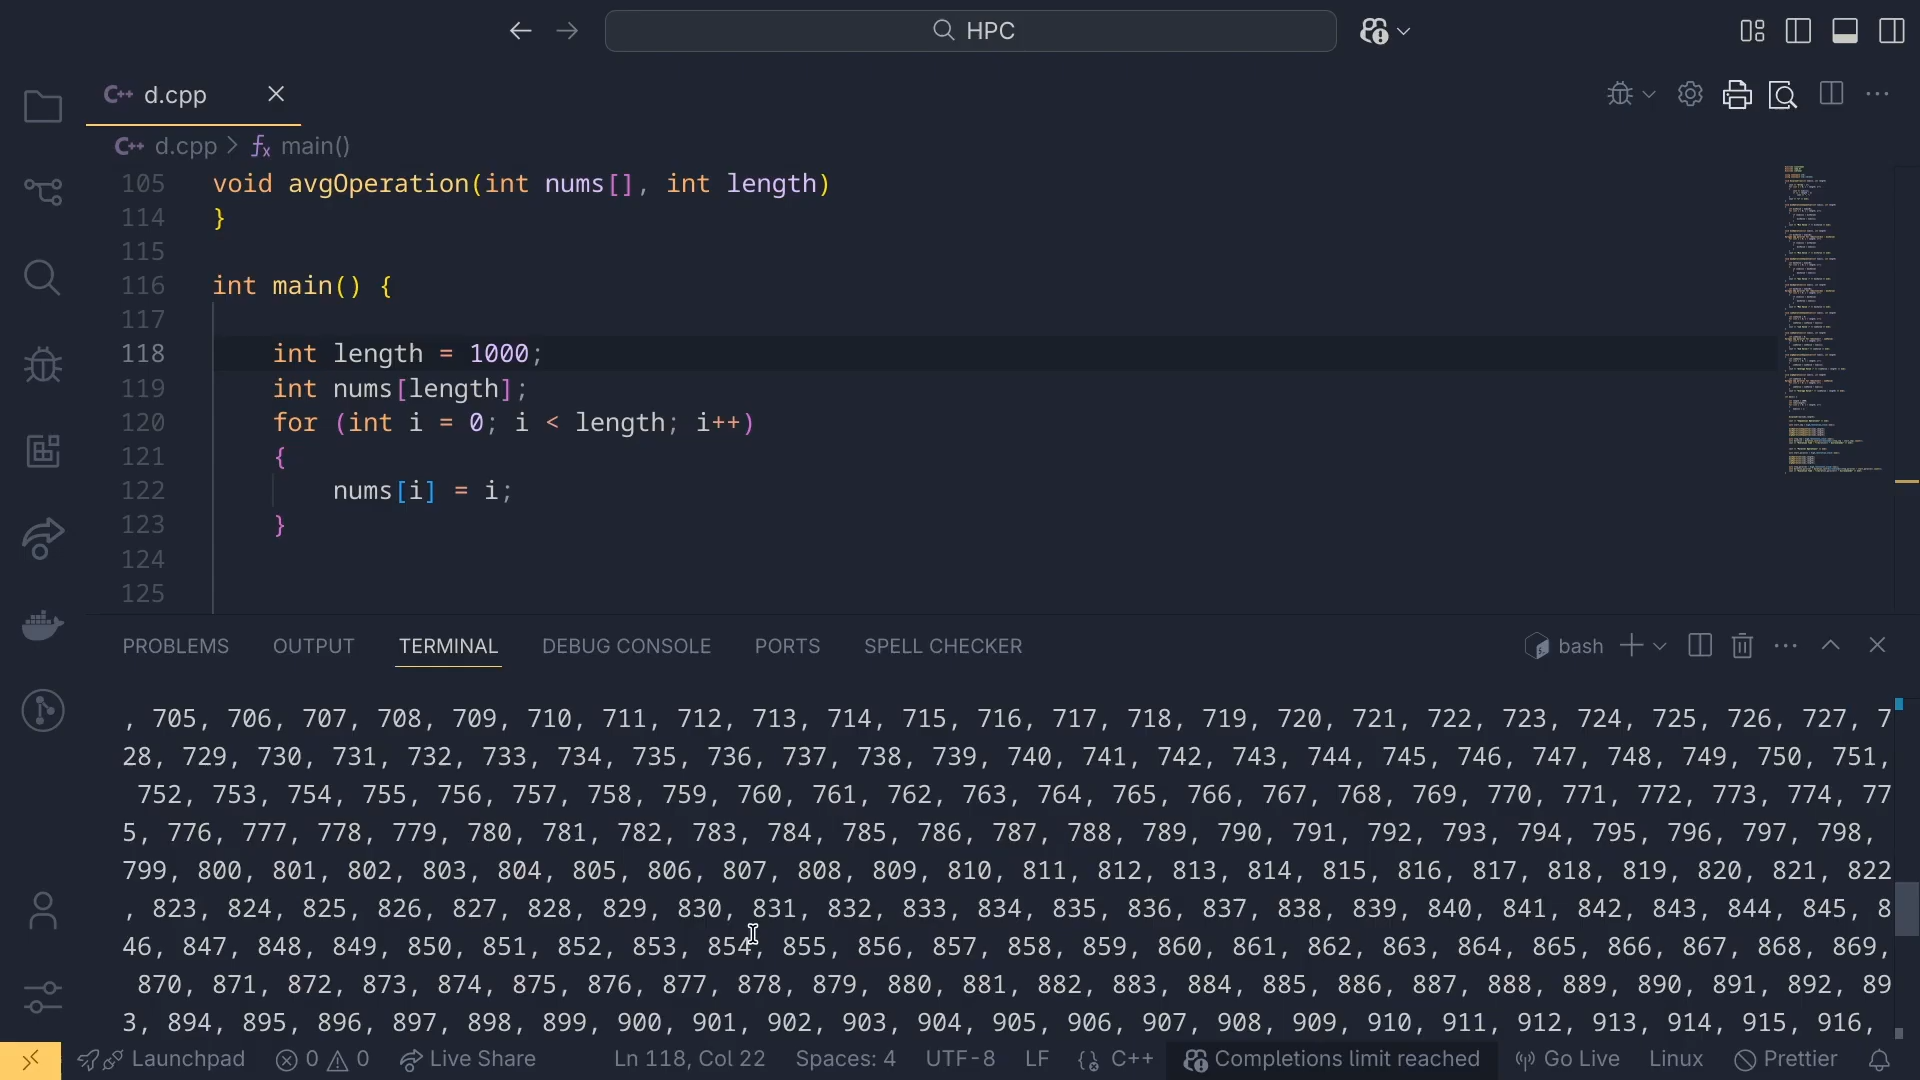 HPC
C++ d.cpp
C++ d.cpp > fx main()
105 void avgOperation(int nums[], int length)
114 }
115
116 int main() {
117
118 int length = 1000;
119 int nums[length];
120 for (int i = 0; i < length; i++)
121 {
122 nums[i] = i;
123 }
124
125
PROBLEMS OUTPUT TERMINAL DEBUG CONSOLE PORTS SPELL CHECKER bash
, 705, 706, 707, 708, 709, 710, 711, 712, 713, 714, 715, 716, 717, 718, 719, 720, 721, 722, 723, 724, 725, 726, 727, 7
28, 729, 730, 731, 732, 733, 734, 735, 736, 737, 738, 739, 740, 741, 742, 743, 744, 745, 746, 747, 748, 749, 750, 751,
752, 753, 754, 755, 756, 757, 758, 759, 760, 761, 762, 763, 764, 765, 766, 767, 768, 769, 770, 771, 772, 773, 774, 77
5, 776, 777, 778, 779, 780, 781, 782, 783, 784, 785, 786, 787, 788, 789, 790, 791, 792, 793, 794, 795, 796, 797, 798,
799, 800, 801, 802, 803, 804, 805, 806, 807, 808, 809, 810, 811, 812, 813, 814, 815, 816, 817, 818, 819, 820, 821, 822
, 823, 824, 825, 826, 827, 828, 829, 830, 831, 832, 833, 834, 835, 836, 837, 838, 839, 840, 841, 842, 843, 844, 845, 8
46, 847, 848, 849, 850, 851, 852, 853, 854, 855, 856, 857, 858, 859, 860, 861, 862, 863, 864, 865, 866, 867, 868, 869,
870, 871, 872, 873, 874, 875, 876, 877, 878, 879, 880, 881, 882, 883, 884, 885, 886, 887, 888, 889, 890, 891, 892, 89
3, 894, 895, 896, 897, 898, 899, 900, 901, 902, 903, 904, 905, 906, 907, 908, 909, 910, 911, 912, 913, 914, 915, 916,
Launchpad 0 0 Live Share Ln 118, Col 22 Spaces: 4 UTF-8 LF {} C++ Completions limit reached Go Live Linux Prettier